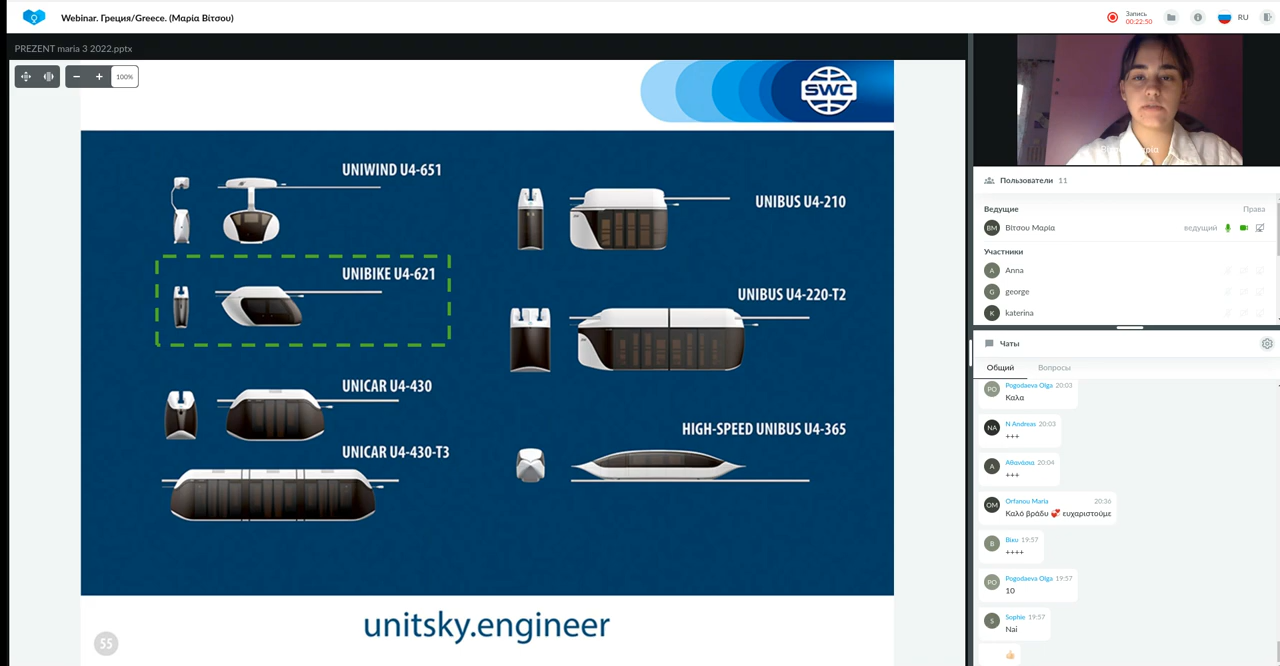 Webinar. Греция/Greece. (Μαρία Βίτσου)
Запись
00:22:50
RU
PREZENT maria 3 2022.pptx
100%
SWC
UNIWIND U4-651
UNIBIKE U4-621
UNICAR U4-430
UNICAR U4-430-T3
UNIBUS U4-210
UNIBUS U4-220-T2
HIGH-SPEED UNIBUS U4-365
unitsky.engineer
55
Пользователи 11
Ведущие Права
ВМ Βίτσου Μαρία ведущий
Участники
A Anna
G george
K katerina
Чаты
Общий Вопросы
PO Pogodaeva Olga 20:03
Καλα
NA N Andreas 20:03
+++
A Αθανάσια 20:04
+++
OM Orfanou Maria 20:36
Καλό βράδυ 💕 ευχαριστούμε
B Βικυ 19:57
++++
PO Pogodaeva Olga 19:57
10
S Sophie 19:57
Nai
👍🏻